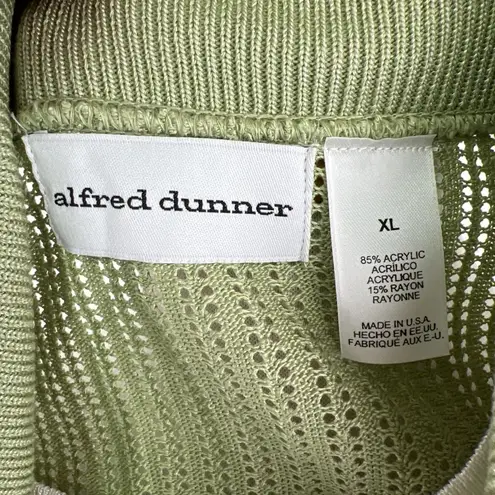 alfred dunner
XL
85% ACRYLIC
ACRÍLICO
ACRYLIQUE
15% RAYON
RAYONNE
MADE IN U.S.A.
HECHO EN EE.UU.
FABRIQUÉ AUX E.-U.